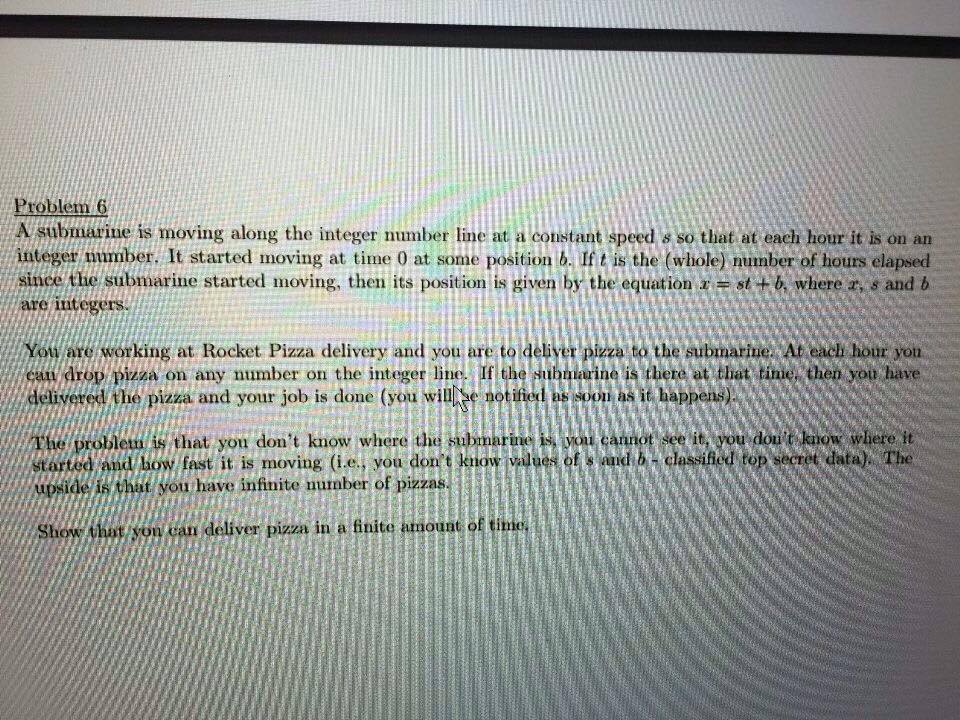 Problem 6
A submarine is moving along the integer number line at a constant speed s so that at each hour it is on an
integer number. It started moving at time 0 at some position b. If t is the (whole) number of hours elapsed
since the submarine started moving, then its position is given by the equation x = st + b, where x, s and b
are integers.
You are working at Rocket Pizza delivery and you are to deliver pizza to the submarine. At each hour you
can drop pizza on any number on the integer line. If the submarine is there at that time, then you have
delivered the pizza and your job is done (you will be notified as soon as it happens).
The problem is that you don't know where the submarine is, you cannot see it, you don't know where it
started and how fast it is moving (i.e., you don't know values of s and b - classified top secret data). The
upside is that you have infinite number of pizzas.
Show that you can deliver pizza in a finite amount of time.